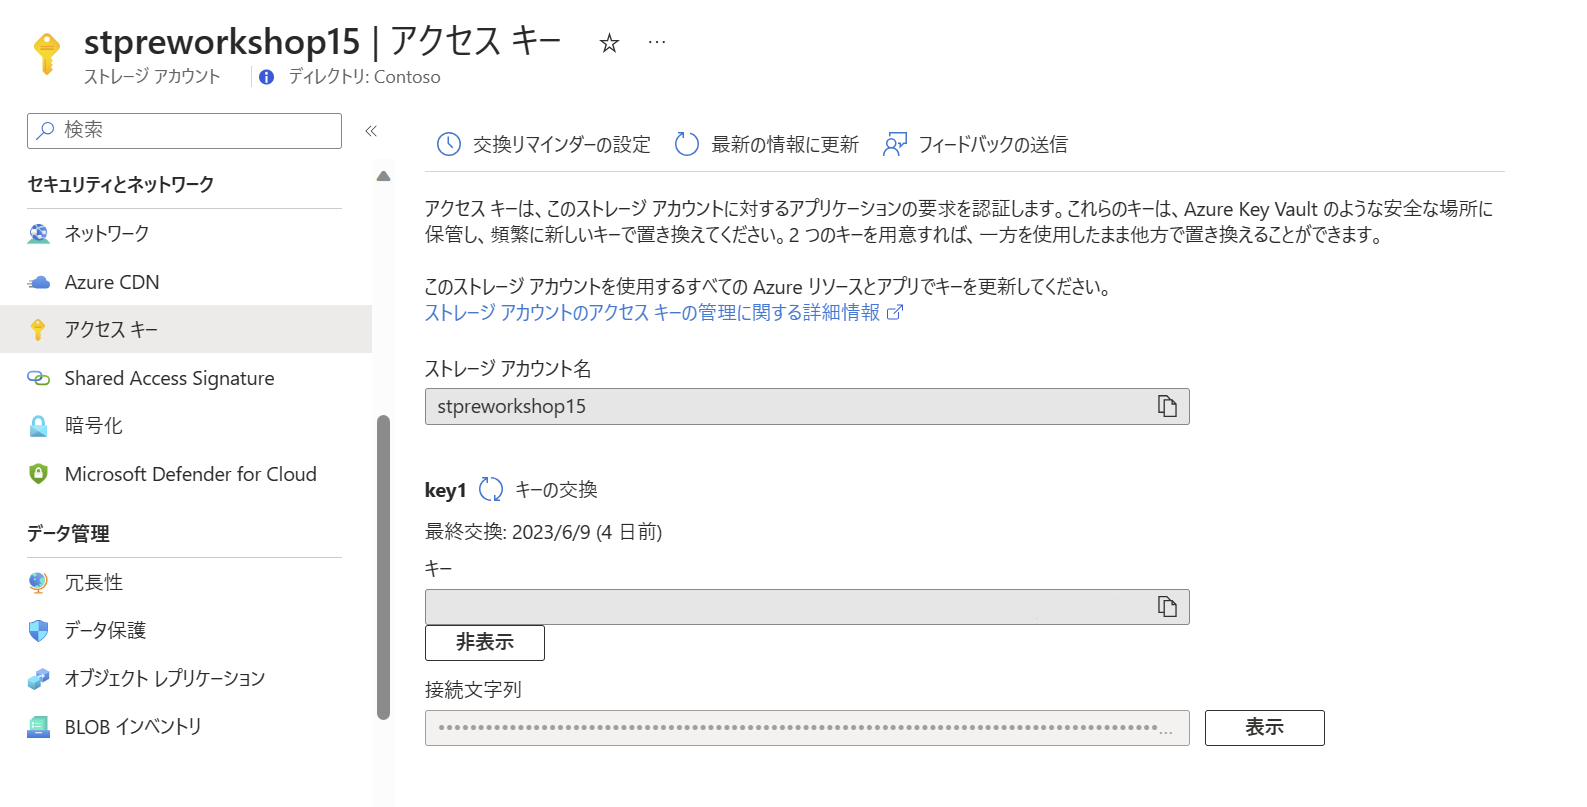 stpreworkshop15 | アクセス キー
ストレージ アカウント
ディレクトリ: Contoso
検索
セキュリティとネットワーク
ネットワーク
Azure CDN
アクセス キー
Shared Access Signature
暗号化
Microsoft Defender for Cloud
データ管理
冗長性
データ保護
オブジェクト レプリケーション
BLOB インベントリ
交換リマインダーの設定
最新の情報に更新
フィードバックの送信
アクセス キーは、このストレージ アカウントに対するアプリケーションの要求を認証します。これらのキーは、Azure Key Vault のような安全な場所に
保管し、頻繁に新しいキーで置き換えてください。2 つのキーを用意すれば、一方を使用したまま他方で置き換えることができます。
このストレージ アカウントを使用するすべての Azure リソースとアプリでキーを更新してください。
ストレージ アカウントのアクセス キーの管理に関する詳細情報
ストレージ アカウント名
stpreworkshop15
key1
キーの交換
最終交換: 2023/6/9 (4 日前)
キー
非表示
接続文字列
表示